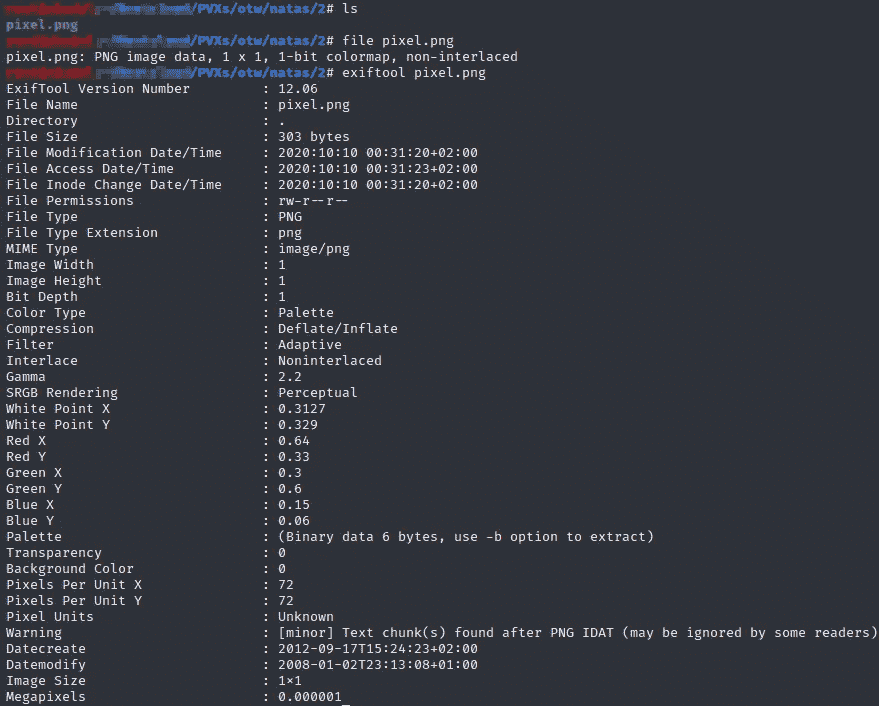 /PVXs/otw/natas/2# ls
pixel.png
/PVXs/otw/natas/2# file pixel.png
pixel.png: PNG image data, 1 x 1, 1-bit colormap, non-interlaced
/PVXs/otw/natas/2# exiftool pixel.png
ExifTool Version Number         : 12.06
File Name                       : pixel.png
Directory                       : .
File Size                       : 303 bytes
File Modification Date/Time     : 2020:10:10 00:31:20+02:00
File Access Date/Time           : 2020:10:10 00:31:23+02:00
File Inode Change Date/Time     : 2020:10:10 00:31:20+02:00
File Permissions                : rw-r--r--
File Type                       : PNG
File Type Extension             : png
MIME Type                       : image/png
Image Width                     : 1
Image Height                    : 1
Bit Depth                       : 1
Color Type                      : Palette
Compression                     : Deflate/Inflate
Filter                          : Adaptive
Interlace                       : Noninterlaced
Gamma                           : 2.2
SRGB Rendering                  : Perceptual
White Point X                   : 0.3127
White Point Y                   : 0.329
Red X                           : 0.64
Red Y                           : 0.33
Green X                         : 0.3
Green Y                         : 0.6
Blue X                          : 0.15
Blue Y                          : 0.06
Palette                         : (Binary data 6 bytes, use -b option to extract)
Transparency                    : 0
Background Color                : 0
Pixels Per Unit X               : 72
Pixels Per Unit Y               : 72
Pixel Units                     : Unknown
Warning                         : [minor] Text chunk(s) found after PNG IDAT (may be ignored by some readers)
Datecreate                      : 2012-09-17T15:24:23+02:00
Datemodify                      : 2008-01-02T23:13:08+01:00
Image Size                      : 1×1
Megapixels                      : 0.000001